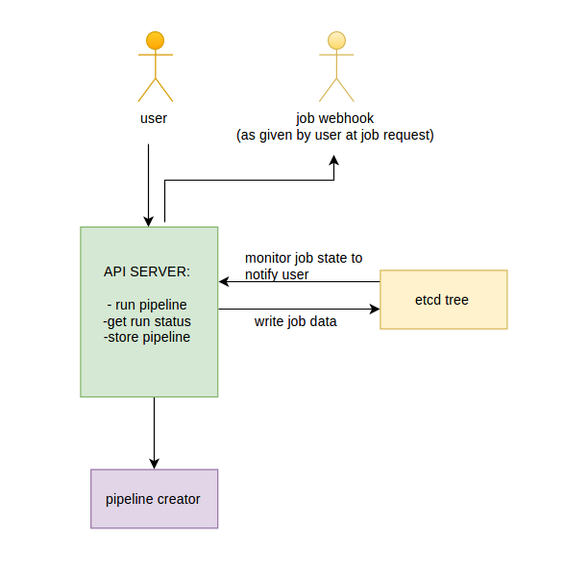 user
job webhook
(as given by user at job request)
API SERVER:
- run pipeline
-get run status
-store pipeline
monitor job state to
notify user
write job data
etcd tree
pipeline creator